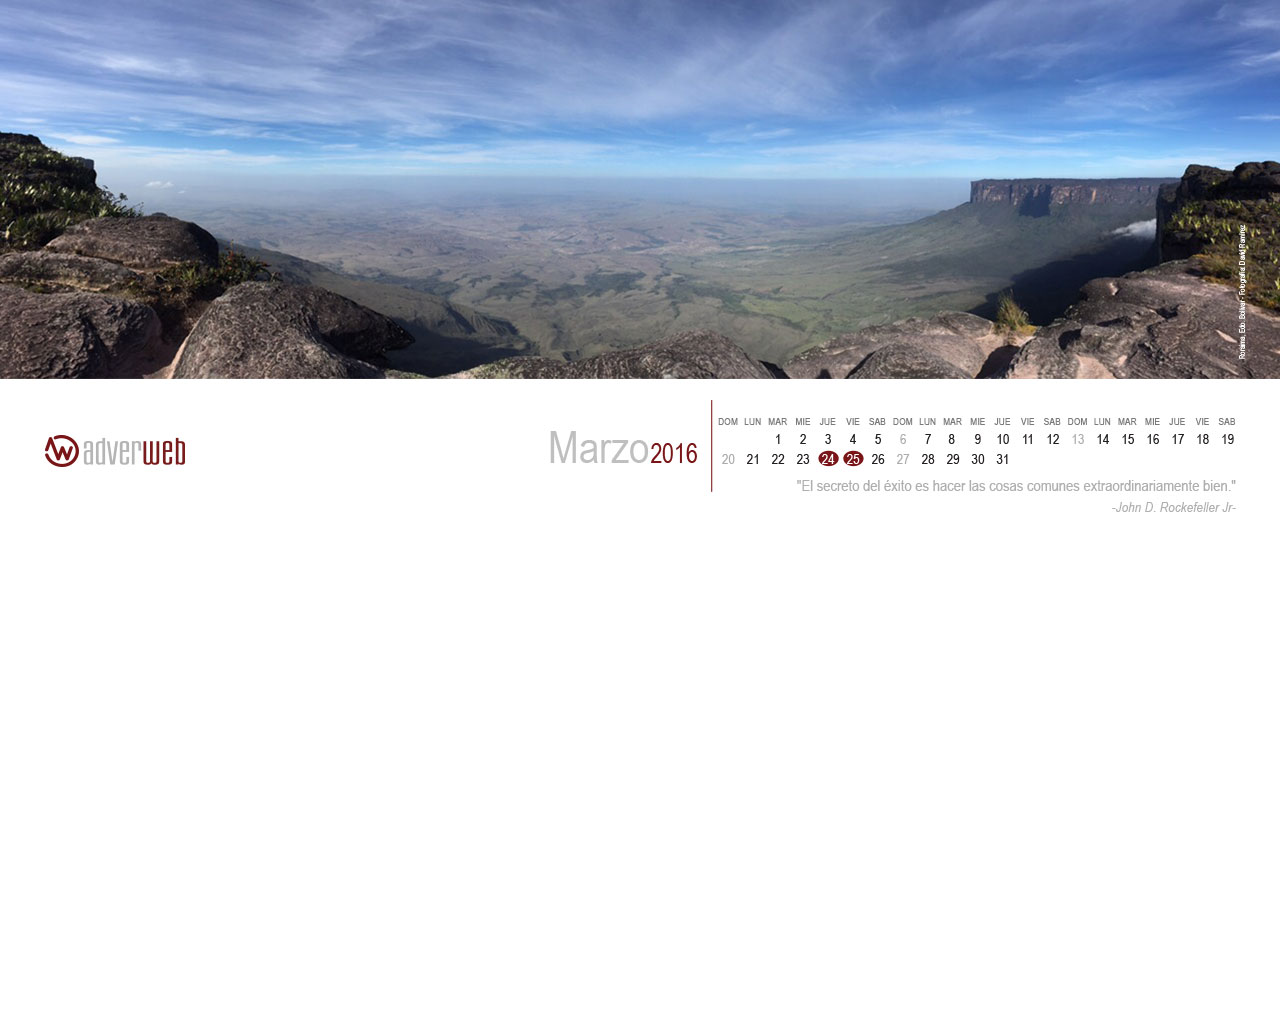 Roraima, Edo. Bolívar - Fotografía: David Ramírez
adverweb
Marzo 2016
DOM LUN MAR MIE JUE VIE SAB DOM LUN MAR MIE JUE VIE SAB DOM LUN MAR MIE JUE VIE SAB
1 2 3 4 5 6 7 8 9 10 11 12 13 14 15 16 17 18 19
20 21 22 23 24 25 26 27 28 29 30 31
"El secreto del éxito es hacer las cosas comunes extraordinariamente bien."
-John D. Rockefeller Jr-